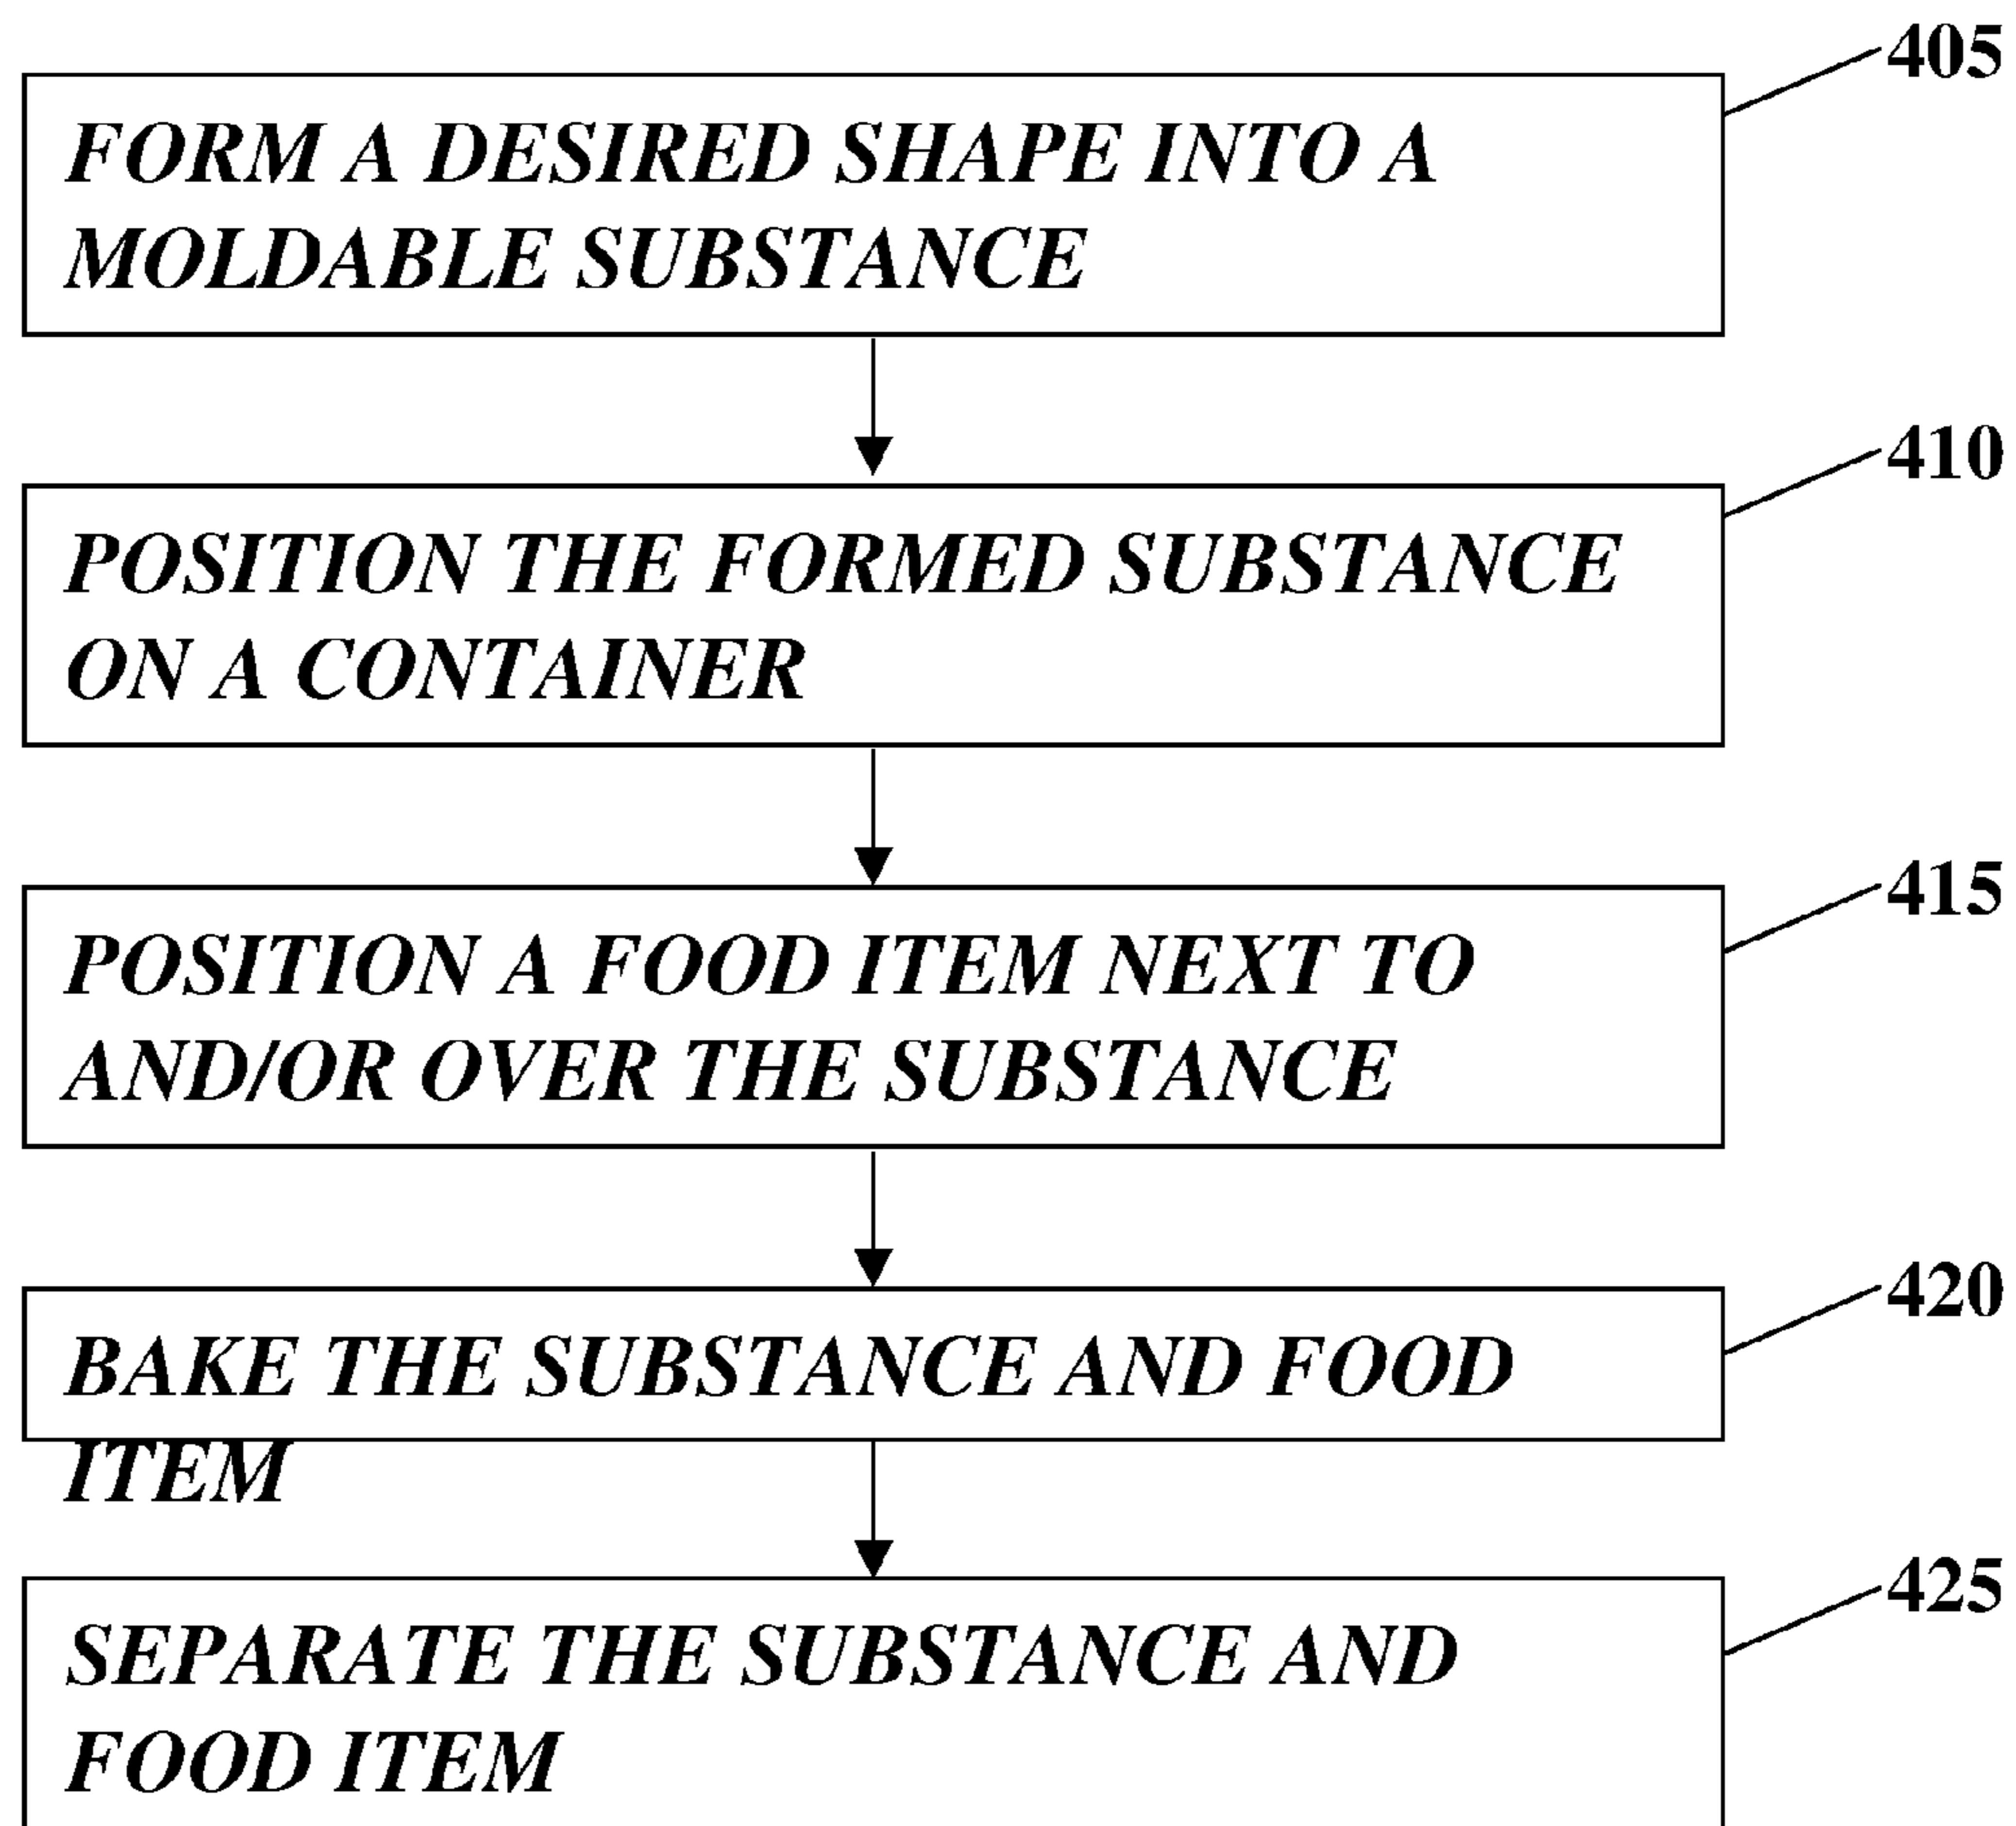 405
FORM A DESIRED SHAPE INTO A
MOLDABLE SUBSTANCE
410
POSITION THE FORMED SUBSTANCE
ON A CONTAINER
415
POSITION A FOOD ITEM NEXT TO
AND/OR OVER THE SUBSTANCE
420
BAKE THE SUBSTANCE AND FOOD
ITEM
425
SEPARATE THE SUBSTANCE AND
FOOD ITEM